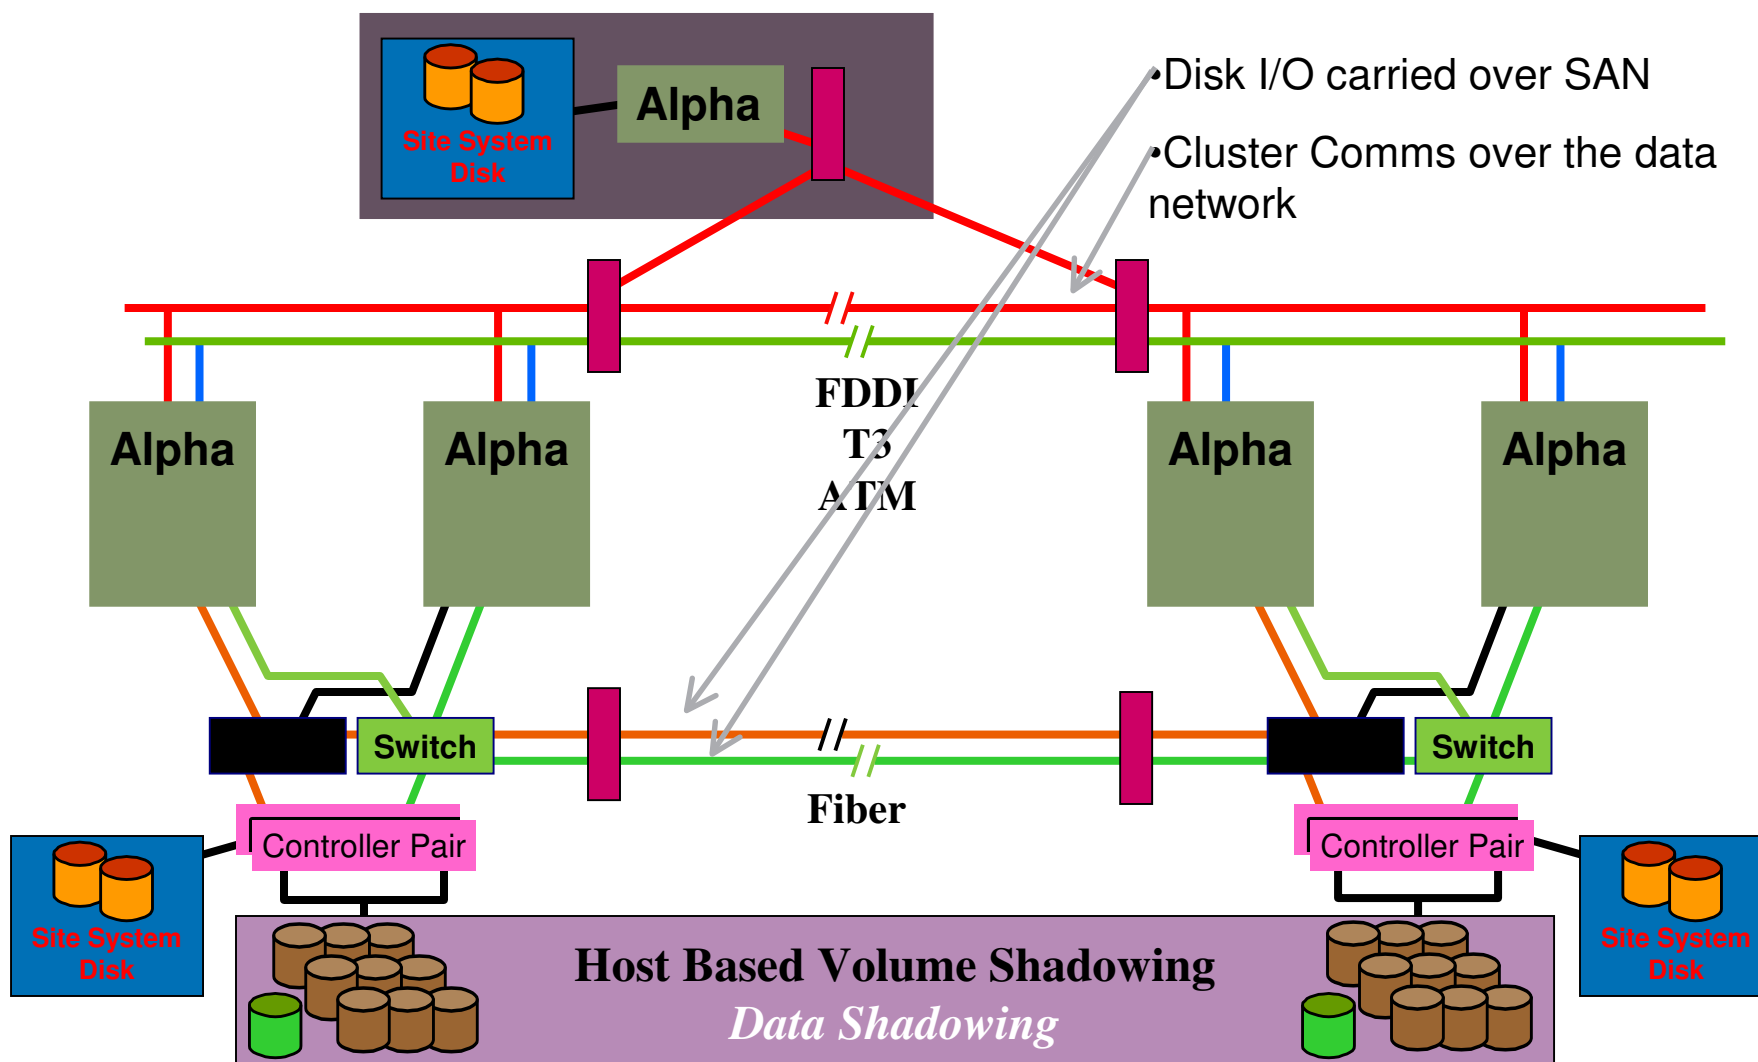 Alpha
Site System
Disk
•Disk I/O carried over SAN
•Cluster Comms over the data
network
FDDI
T3
ATM
Alpha
Alpha
Alpha
Alpha
Switch
Switch
Fiber
Controller Pair
Controller Pair
Site System
Disk
Site System
Disk
Host Based Volume Shadowing
Data Shadowing